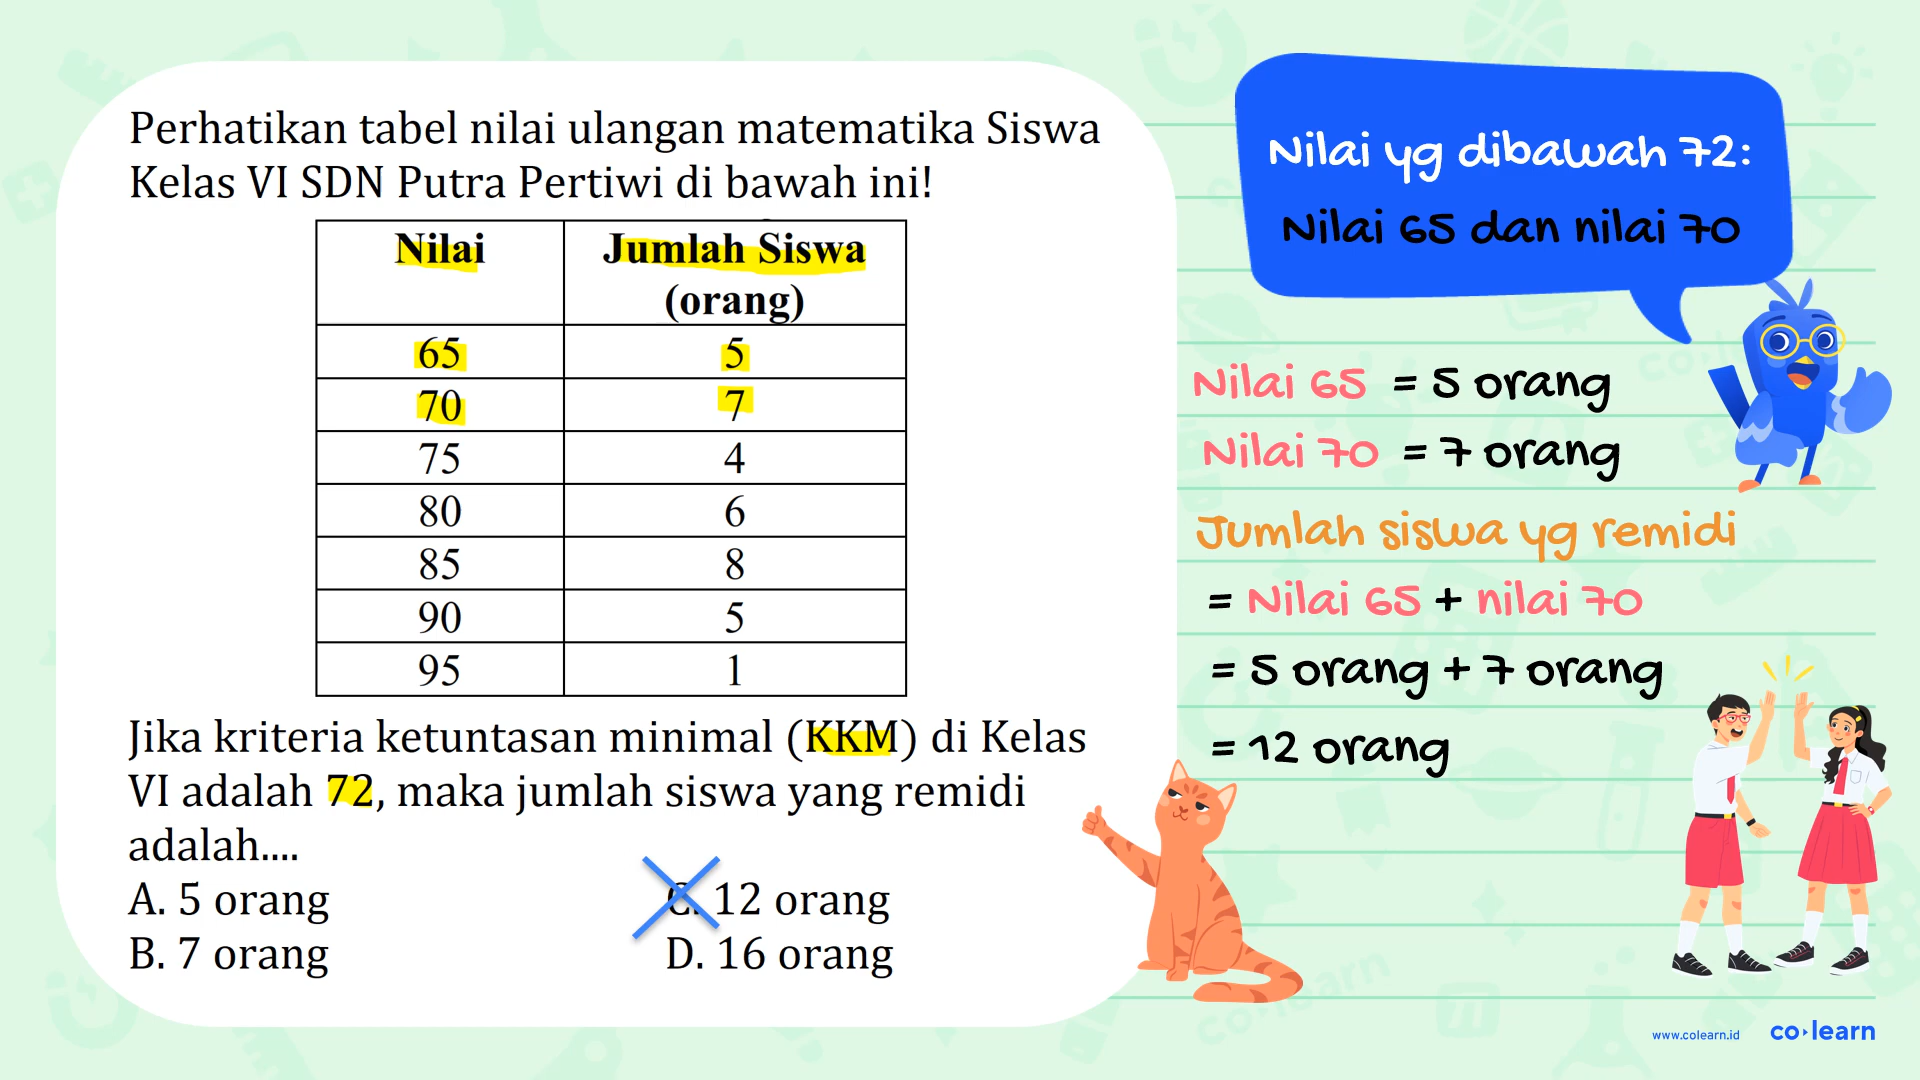 Perhatikan tabel nilai ulangan matematika Siswa
Kelas VI SDN Putra Pertiwi di bawah ini!
Nilai Jumlah Siswa
(orang)
65 5
70 7
75 4
80 6
85 8
90 5
95 1
Jika kriteria ketuntasan minimal (KKM) di Kelas
VI adalah 72, maka jumlah siswa yang remidi
adalah....
A. 5 orang C. 12 orang
B. 7 orang D. 16 orang
Nilai yg dibawah 72:
Nilai 65 dan nilai 70
Nilai 65 = 5 orang
Nilai 70 = 7 orang
Jumlah siswa yg remidi
= Nilai 65 + nilai 70
= 5 orang + 7 orang
= 12 orang
www.colearn.id co learn